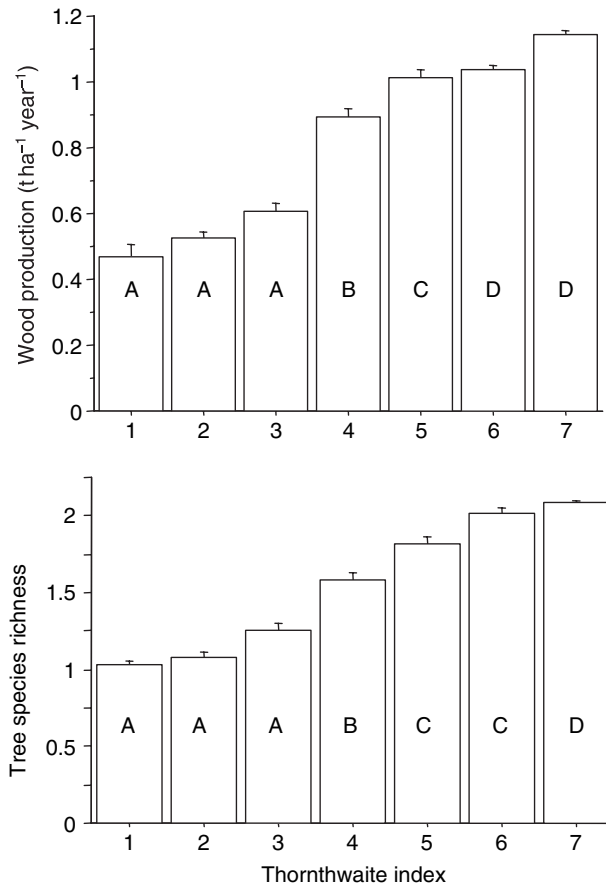 Wood production (t ha⁻¹ year⁻¹)
1.2
1
0.8
0.6
0.4
0.2
0
A A A B C D D
1 2 3 4 5 6 7
Tree species richness
2
1.5
1
0.5
0
A A A B C C D
1 2 3 4 5 6 7
Thornthwaite index